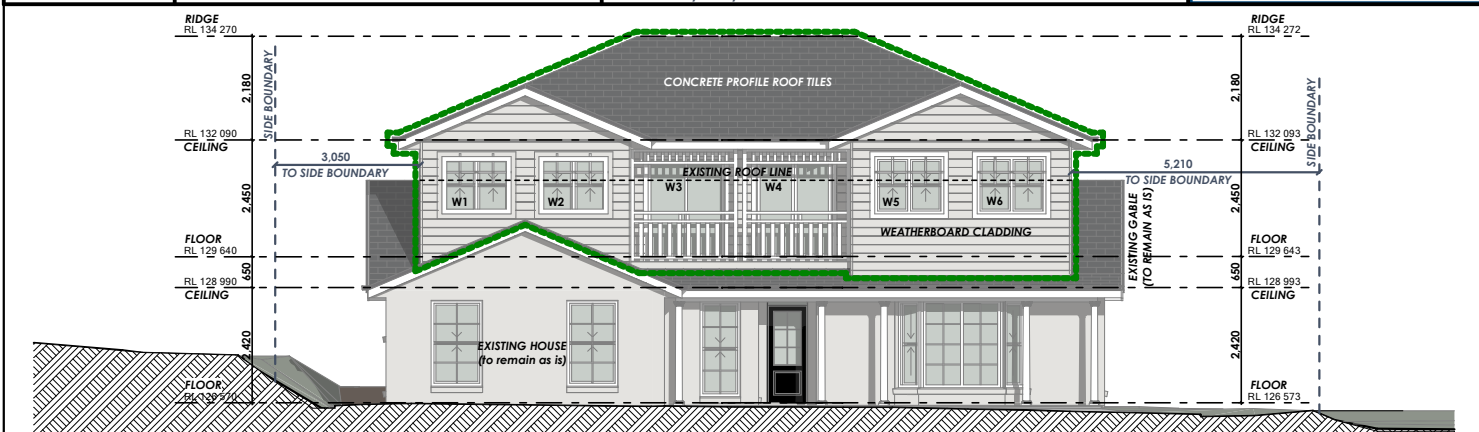 RIDGE
RL 134 270
RIDGE
RL 134 272
2,180
SIDE BOUNDARY
CONCRETE PROFILE ROOF TILES
2,180
SIDE BOUNDARY
RL 132 090
CEILING
RL 132 093
CEILING
3,050
TO SIDE BOUNDARY
5,210
TO SIDE BOUNDARY
EXISTING ROOF LINE
W1
W2
W3
W4
W5
W6
2,450
2,450
WEATHERBOARD CLADDING
EXISTING GABLE
(TO REMAIN AS IS)
FLOOR
RL 129 640
FLOOR
RL 129 643
650
650
RL 128 990
CEILING
RL 128 993
CEILING
2,420
EXISTING HOUSE
(to remain as is)
2,420
FLOOR
RL 126 570
FLOOR
RL 126 573